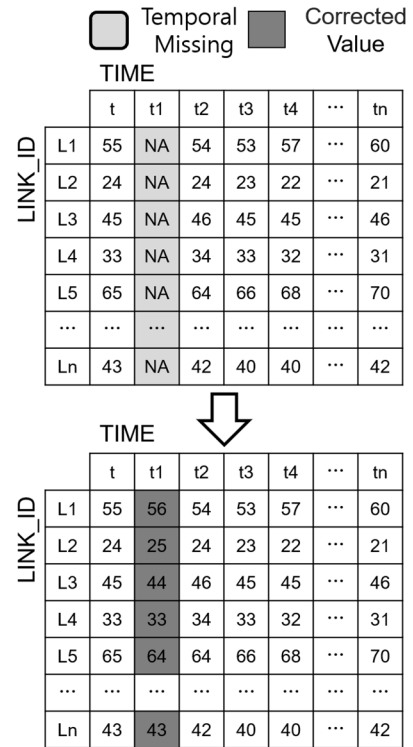 Temporal Missing Corrected Value
TIME
LINK_ID
t t1 t2 t3 t4 ... tn
L1 55 NA 54 53 57 ... 60
L2 24 NA 24 23 22 ... 21
L3 45 NA 46 45 45 ... 46
L4 33 NA 34 33 32 ... 31
L5 65 NA 64 66 68 ... 70
... ... ... ... ... ... ... ...
Ln 43 NA 42 40 40 ... 42
TIME
LINK_ID
t t1 t2 t3 t4 ... tn
L1 55 56 54 53 57 ... 60
L2 24 25 24 23 22 ... 21
L3 45 44 46 45 45 ... 46
L4 33 33 34 33 32 ... 31
L5 65 64 64 66 68 ... 70
... ... ... ... ... ... ... ...
Ln 43 43 42 40 40 ... 42